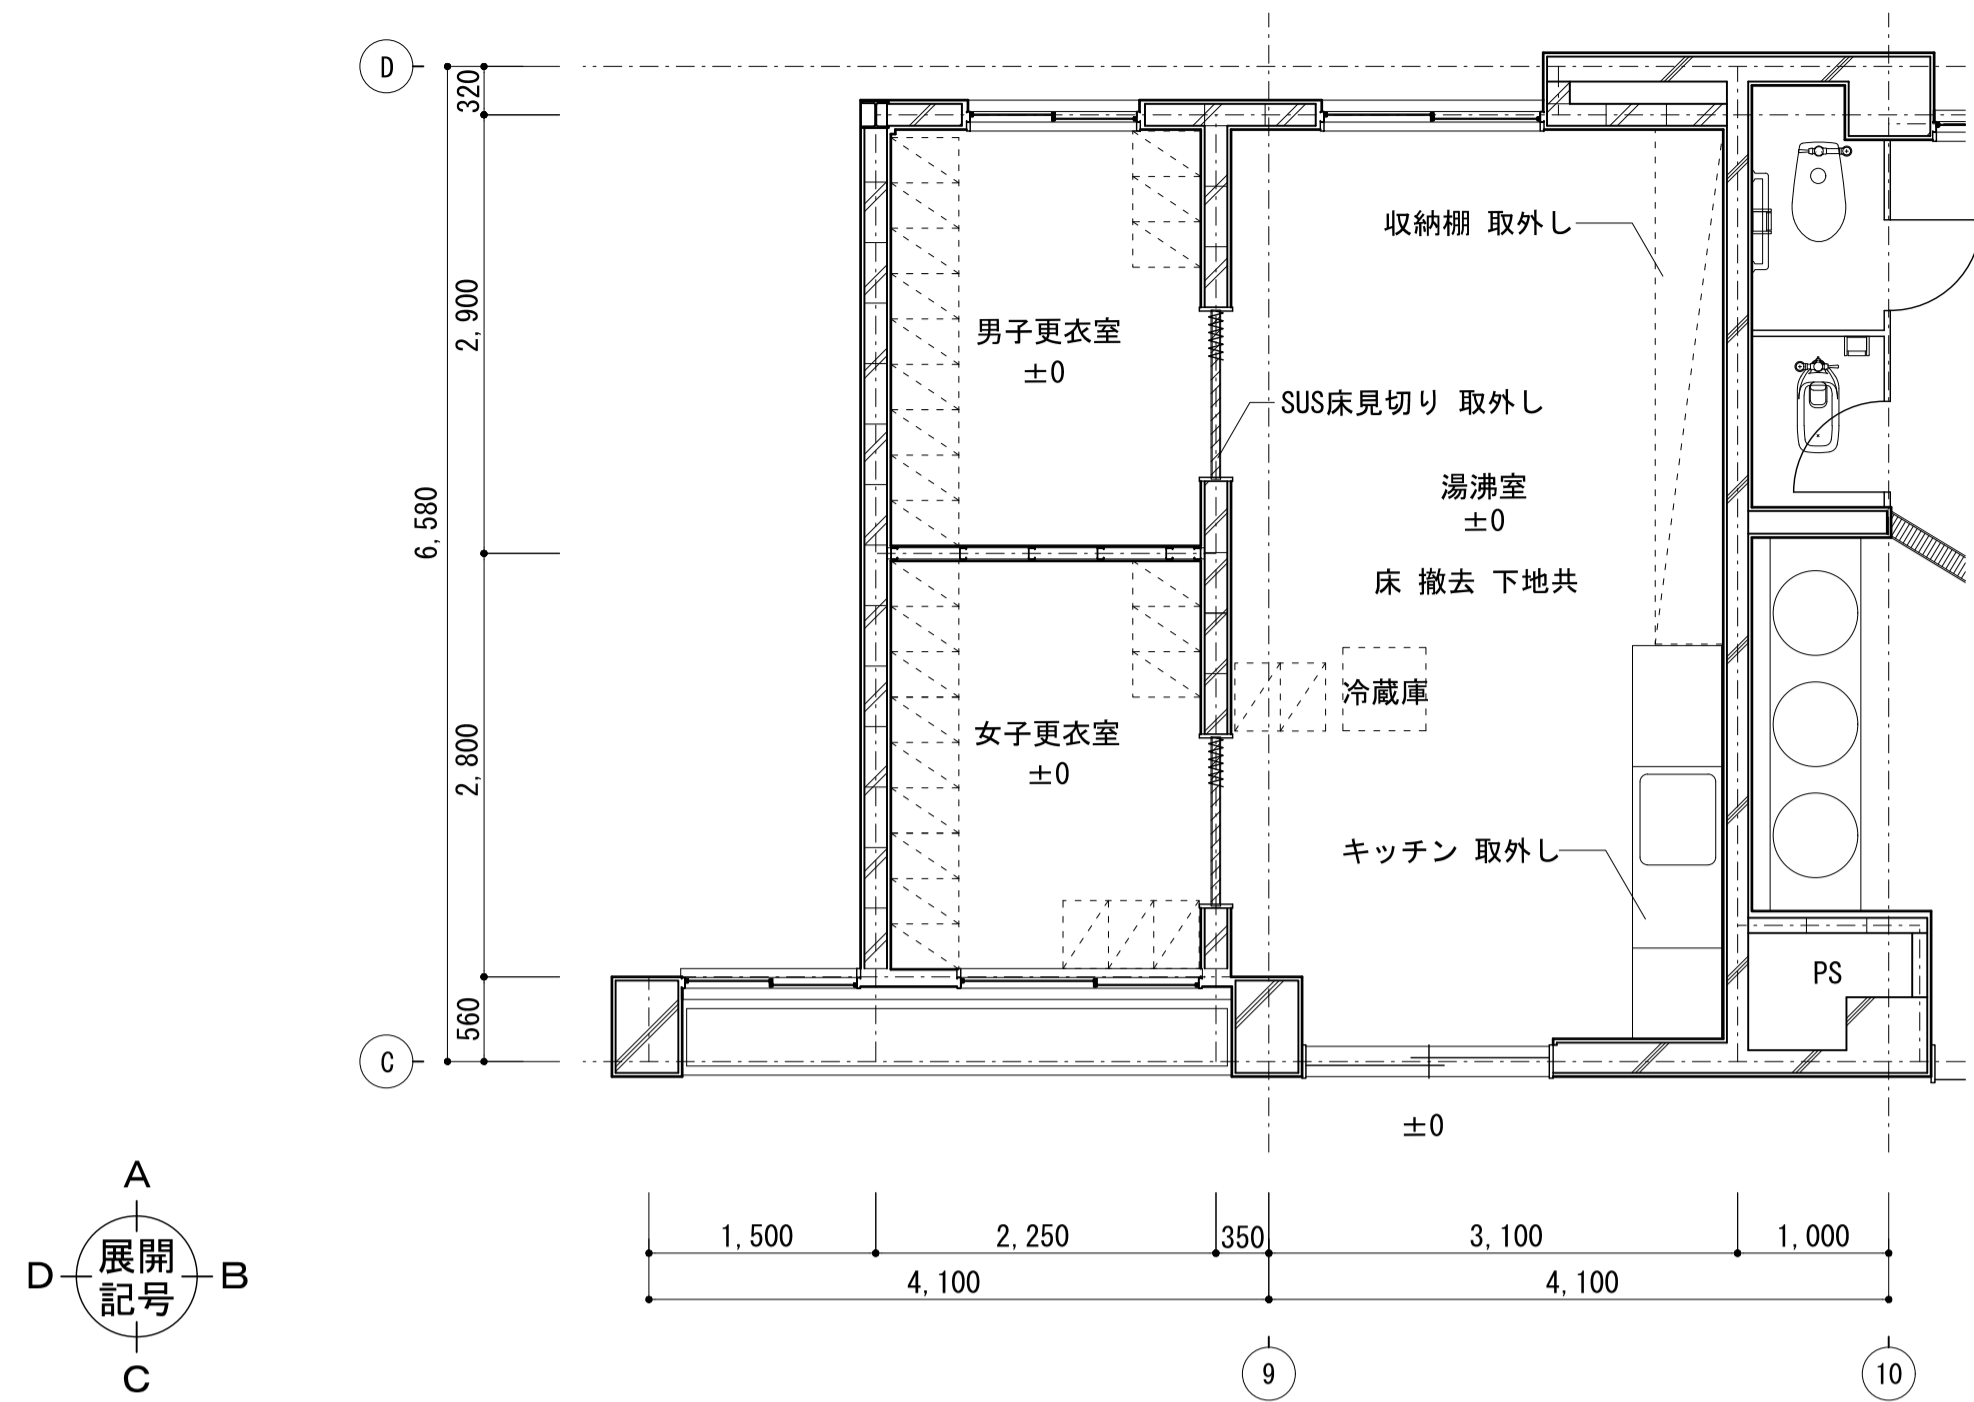 D
320
2,900
6,580
2,800
560
C
収納棚 取外し
男子更衣室
±0
SUS床見切り 取外し
湯沸室
±0
床 撤去 下地共
冷蔵庫
女子更衣室
±0
キッチン 取外し
PS
±0
1,500
2,250
350
3,100
1,000
4,100
4,100
9
10
A
D
展開
記号
B
C